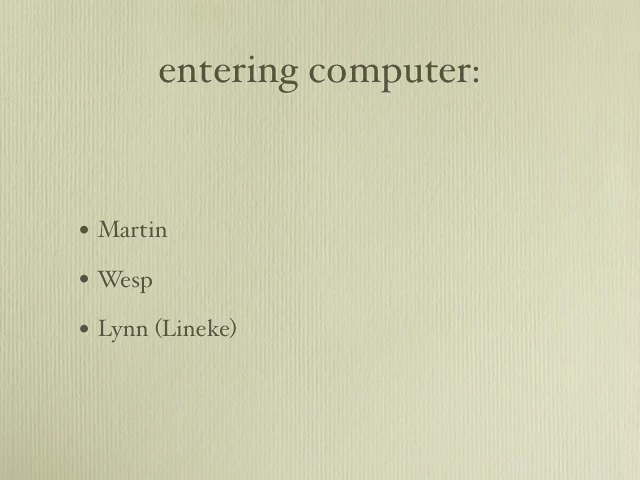 entering computer:
• Martin
• Wesp
• Lynn (Lineke)